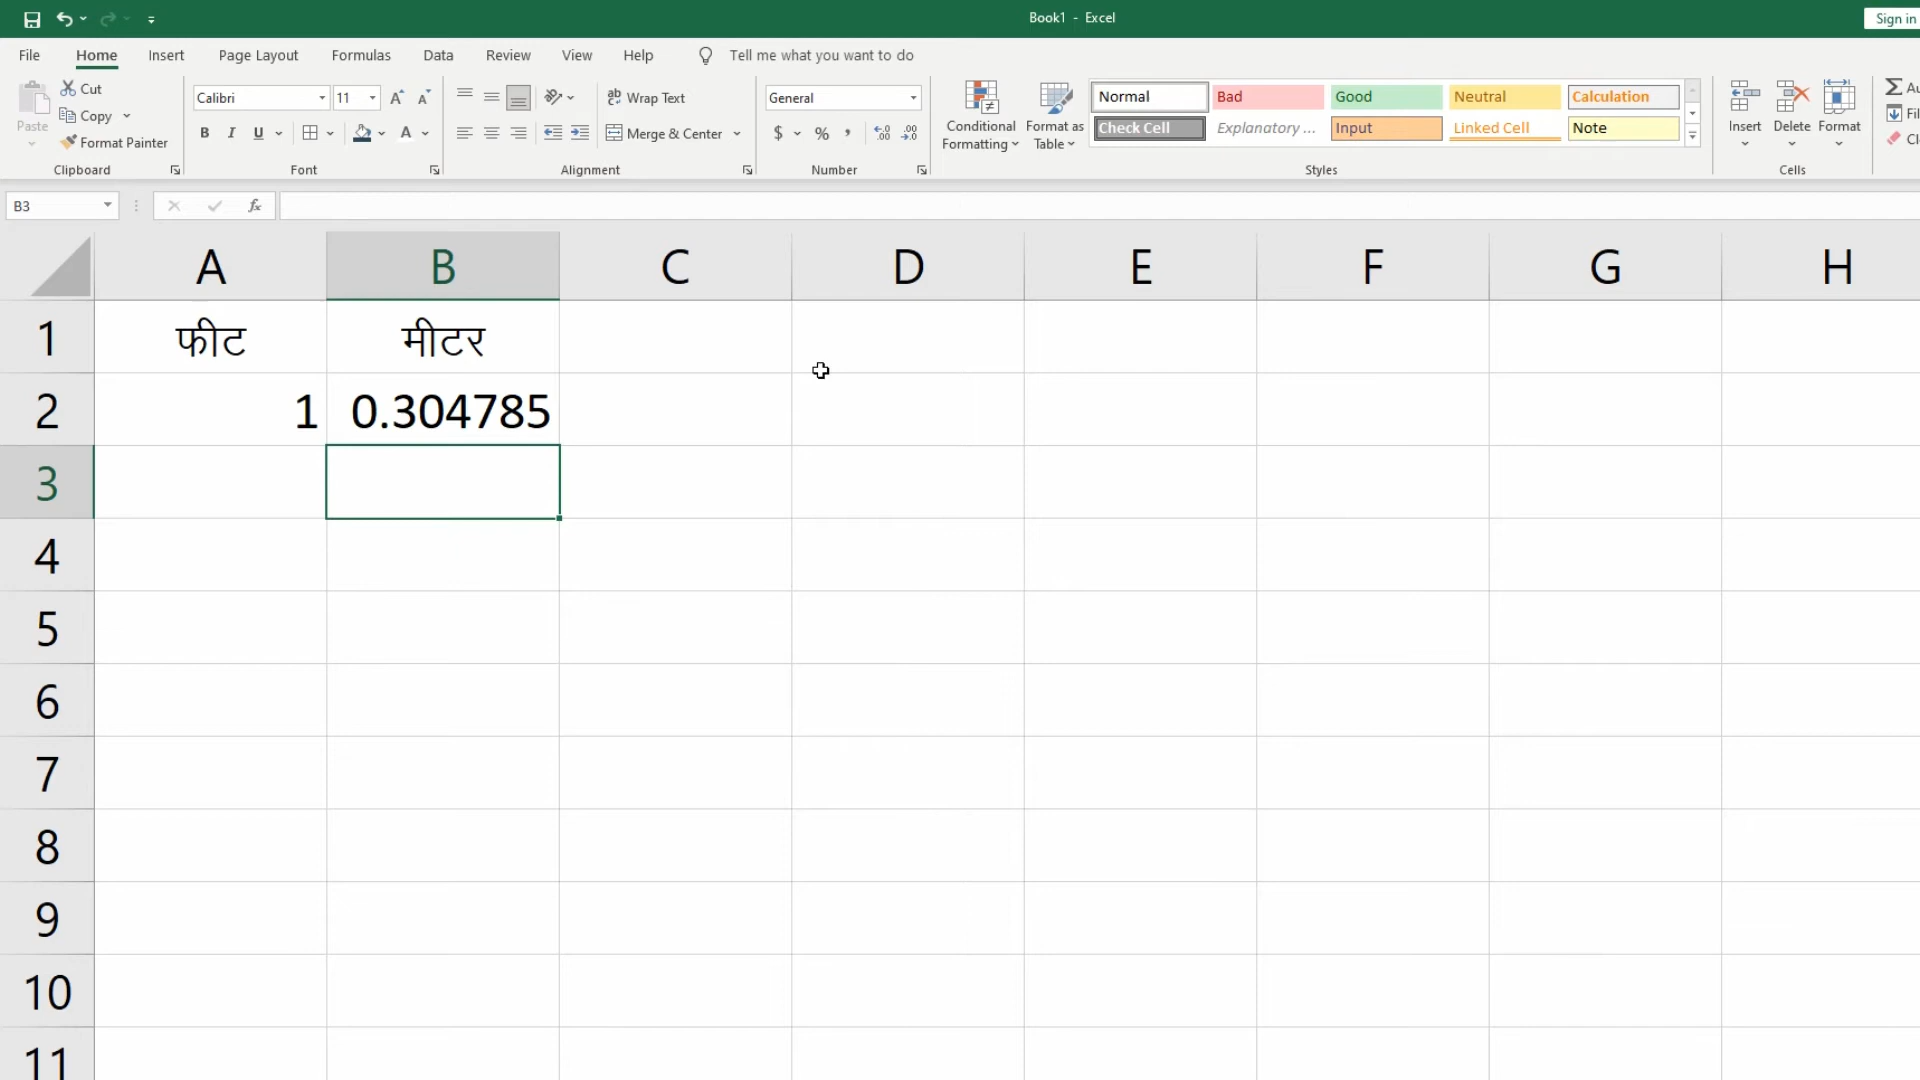 Book1 - Excel
Sign in
File Home Insert Page Layout Formulas Data Review View Help Tell me what you want to do
Paste
Cut
Copy
Format Painter
Clipboard
Calibri 11
B I U
Font
Wrap Text
Merge & Center
Alignment
General
$ % ,
Number
Conditional Formatting
Format as Table
Normal Bad Good Neutral Calculation
Check Cell Explanatory ... Input Linked Cell Note
Styles
Insert Delete Format
Cells
B3
fx
A B C D E F G H
1 फीट मीटर
2 1 0.304785
3
4
5
6
7
8
9
10
11